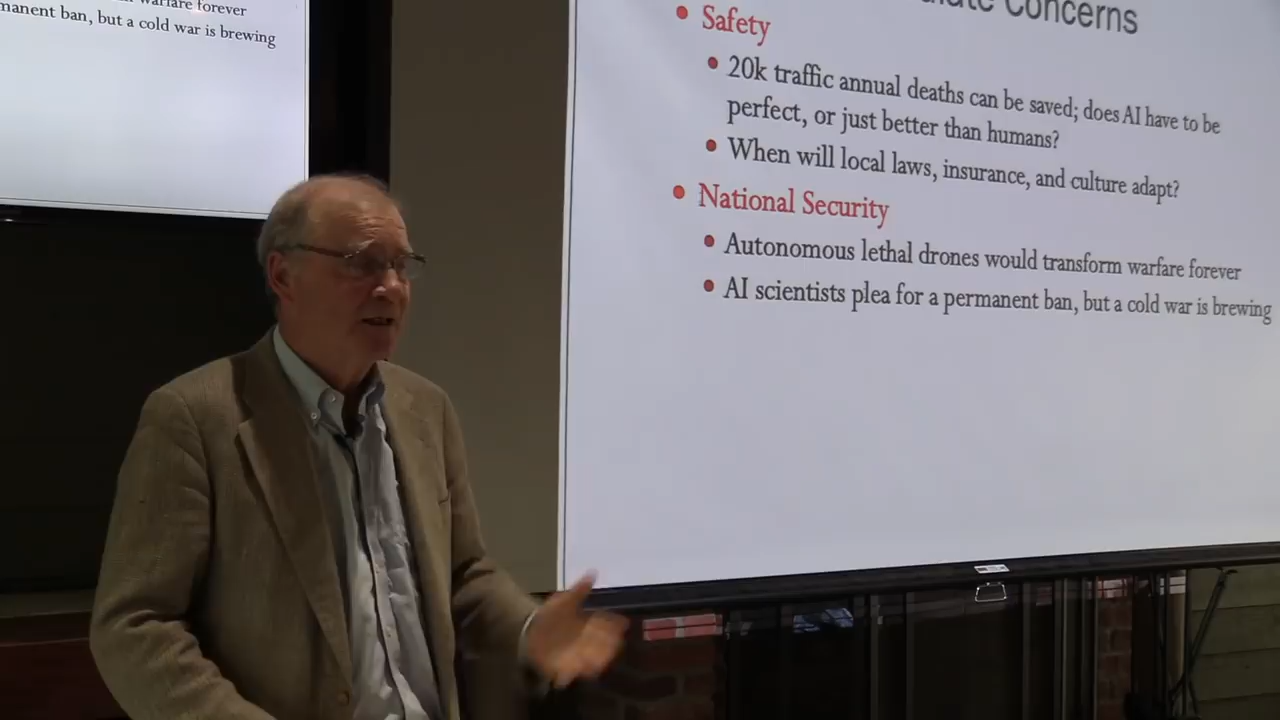 warfare forever
manent ban, but a cold war is brewing
Concerns
Safety
20k traffic annual deaths can be saved; does AI have to be
perfect, or just better than humans?
When will local laws, insurance, and culture adapt?
National Security
Autonomous lethal drones would transform warfare forever
AI scientists plea for a permanent ban, but a cold war is brewing